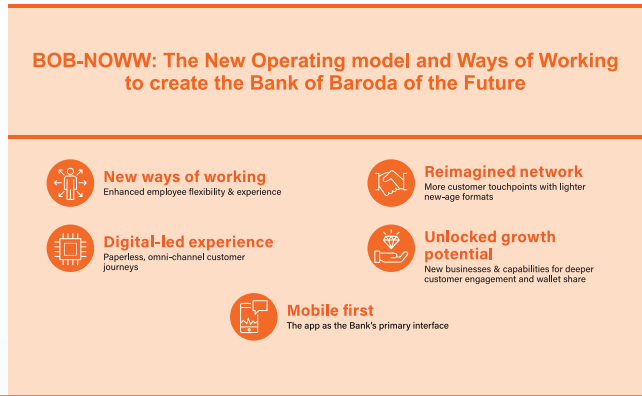 BOB-NOWW: The New Operating model and Ways of Working
to create the Bank of Baroda of the Future
New ways of working
Enhanced employee flexibility & experience
Reimagined network
More customer touchpoints with lighter
new-age formats
Digital-led experience
Paperless, omni-channel customer
journeys
Unlocked growth
potential
New businesses & capabilities for deeper
customer engagement and wallet share
Mobile first
The app as the Bank's primary interface